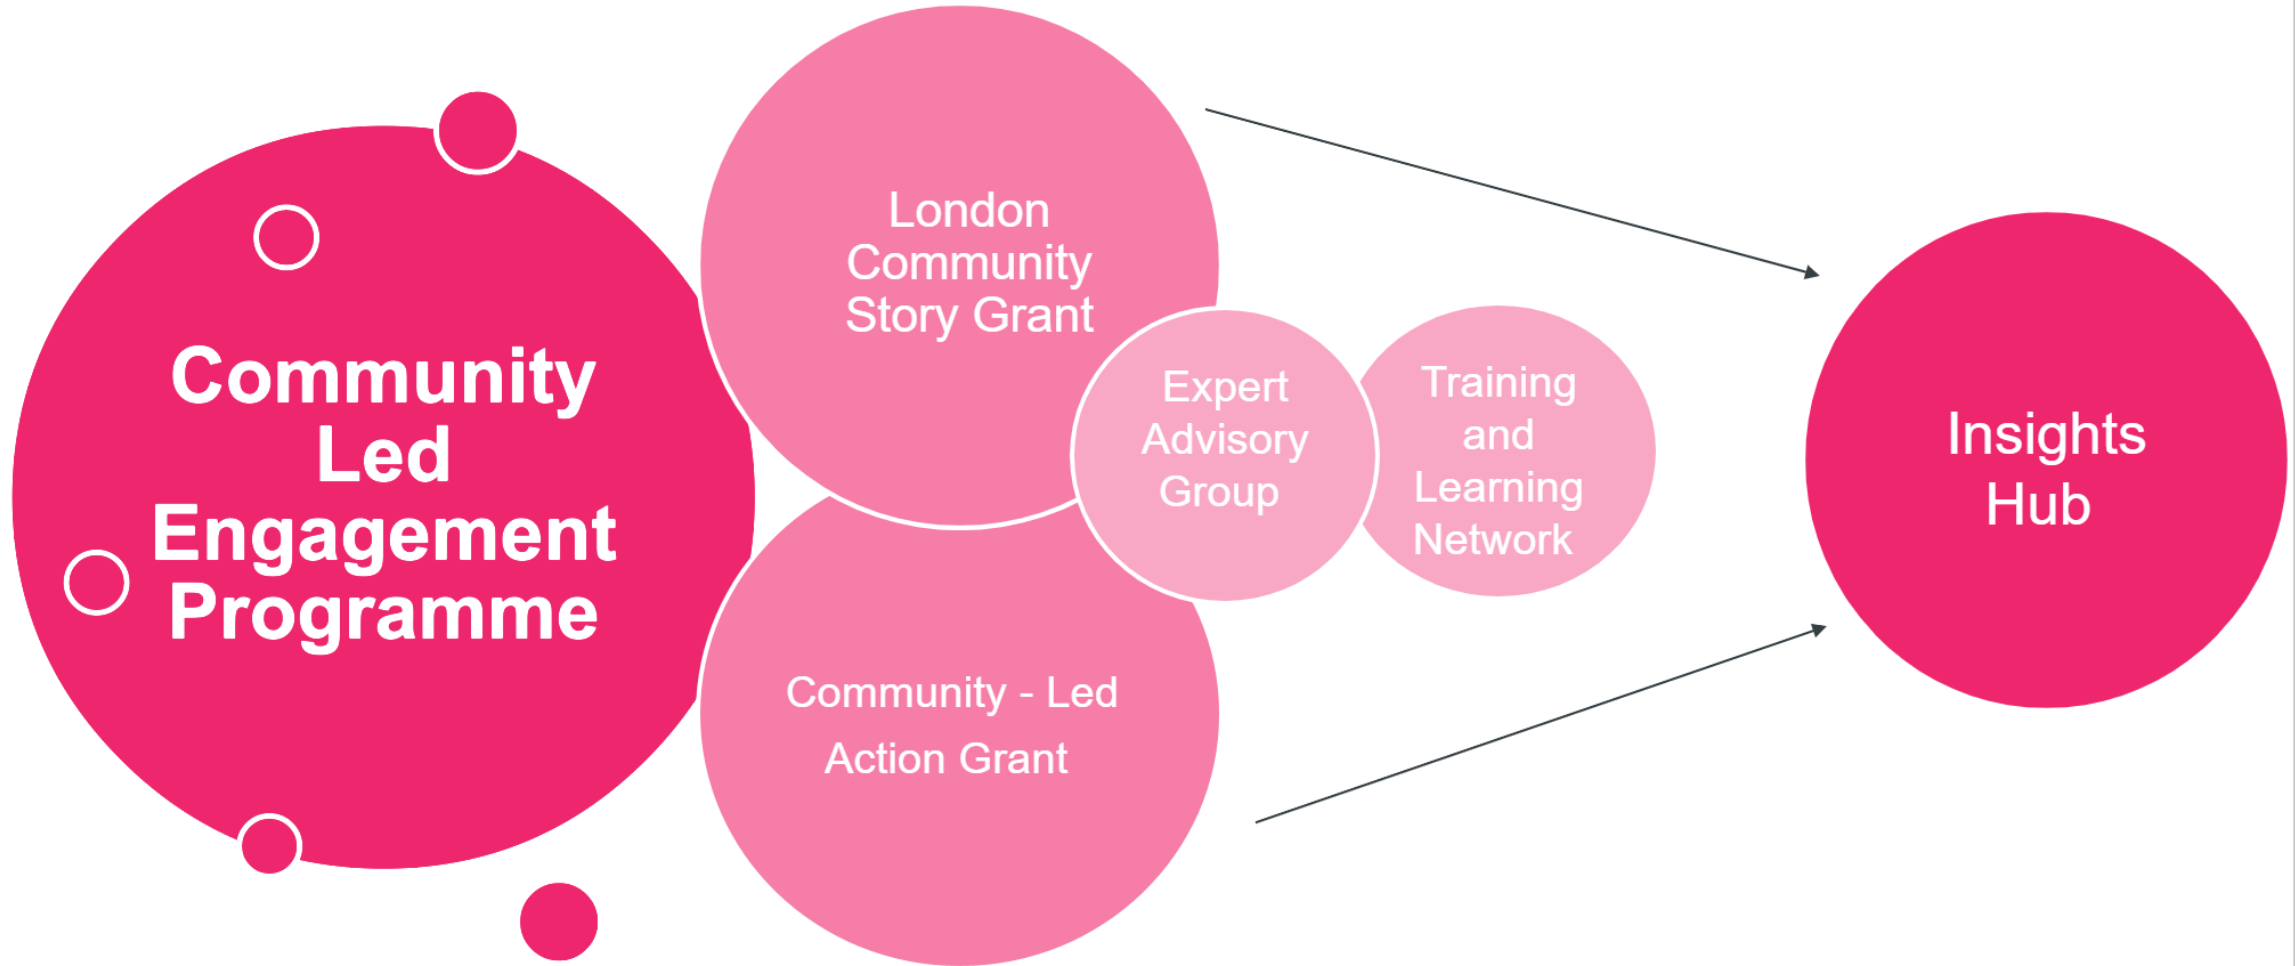 Community
Led
Engagement
Programme
London
Community
Story Grant
Community - Led
Action Grant
Expert
Advisory
Group
Training
and
Learning
Network
Insights
Hub